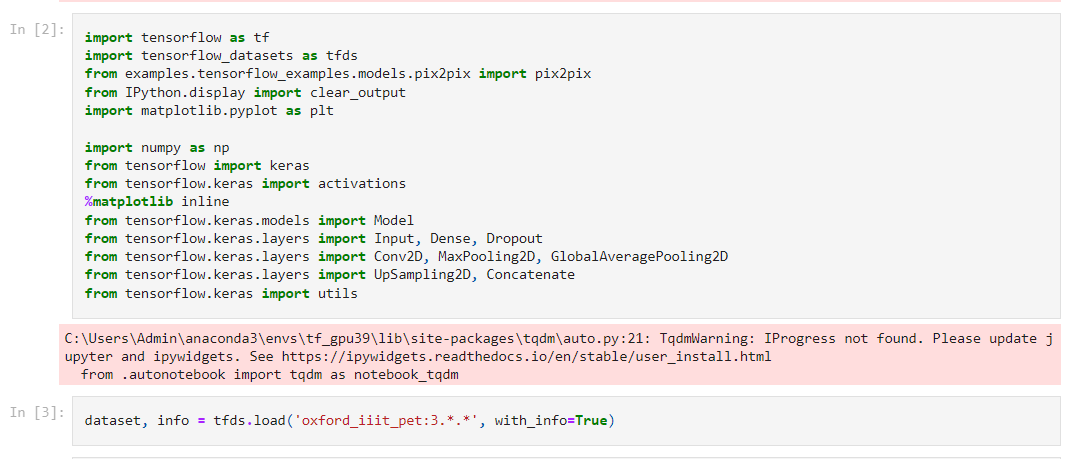 In [2]:
import tensorflow as tf
import tensorflow_datasets as tfds
from examples.tensorflow_examples.models.pix2pix import pix2pix
from IPython.display import clear_output
import matplotlib.pyplot as plt
import numpy as np
from tensorflow import keras
from tensorflow.keras import activations
%matplotlib inline
from tensorflow.keras.models import Model
from tensorflow.keras.layers import Input, Dense, Dropout
from tensorflow.keras.layers import Conv2D, MaxPooling2D, GlobalAveragePooling2D
from tensorflow.keras.layers import UpSampling2D, Concatenate
from tensorflow.keras import utils
C:\Users\Admin\anaconda3\envs\tf_gpu39\lib\site-packages\tqdm\auto.py:21: TqdmWarning: IProgress not found. Please update j
upyter and ipywidgets. See https://ipywidgets.readthedocs.io/en/stable/user_install.html
from .autonotebook import tqdm as notebook_tqdm
In [3]:
dataset, info = tfds.load('oxford_iiit_pet:3.*.*', with_info=True)